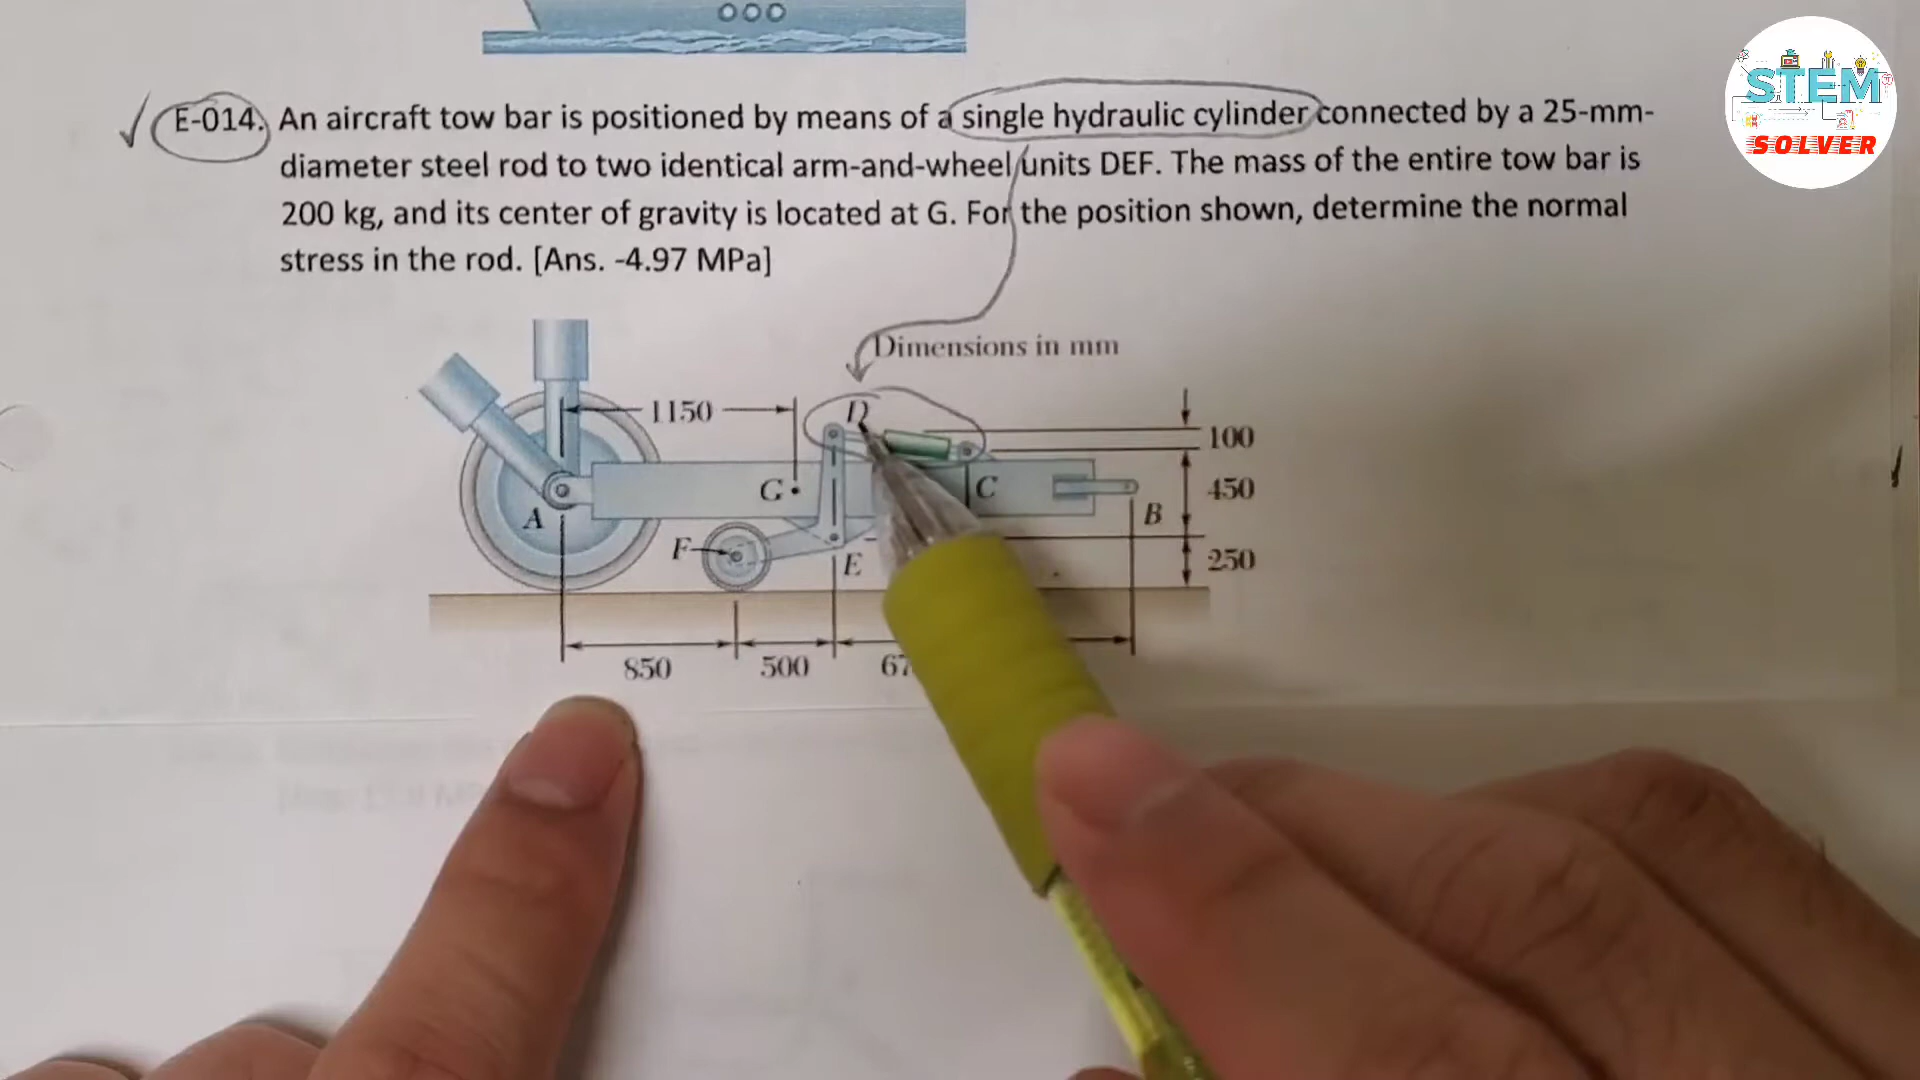 STEM
SOLVER
E-014. An aircraft tow bar is positioned by means of a single hydraulic cylinder connected by a 25-mm-
diameter steel rod to two identical arm-and-wheel units DEF. The mass of the entire tow bar is
200 kg, and its center of gravity is located at G. For the position shown, determine the normal
stress in the rod. [Ans. -4.97 MPa]
Dimensions in mm
1150
D
100
G
C
450
A
B
F
E
250
850
500